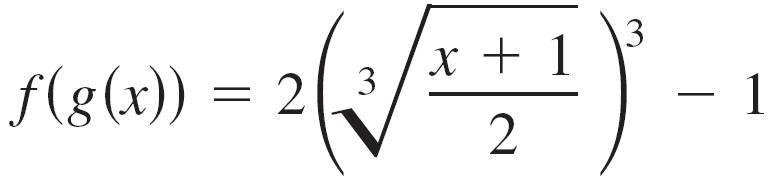 f(g(x)) = 2(∛((x + 1)/2))³ − 1